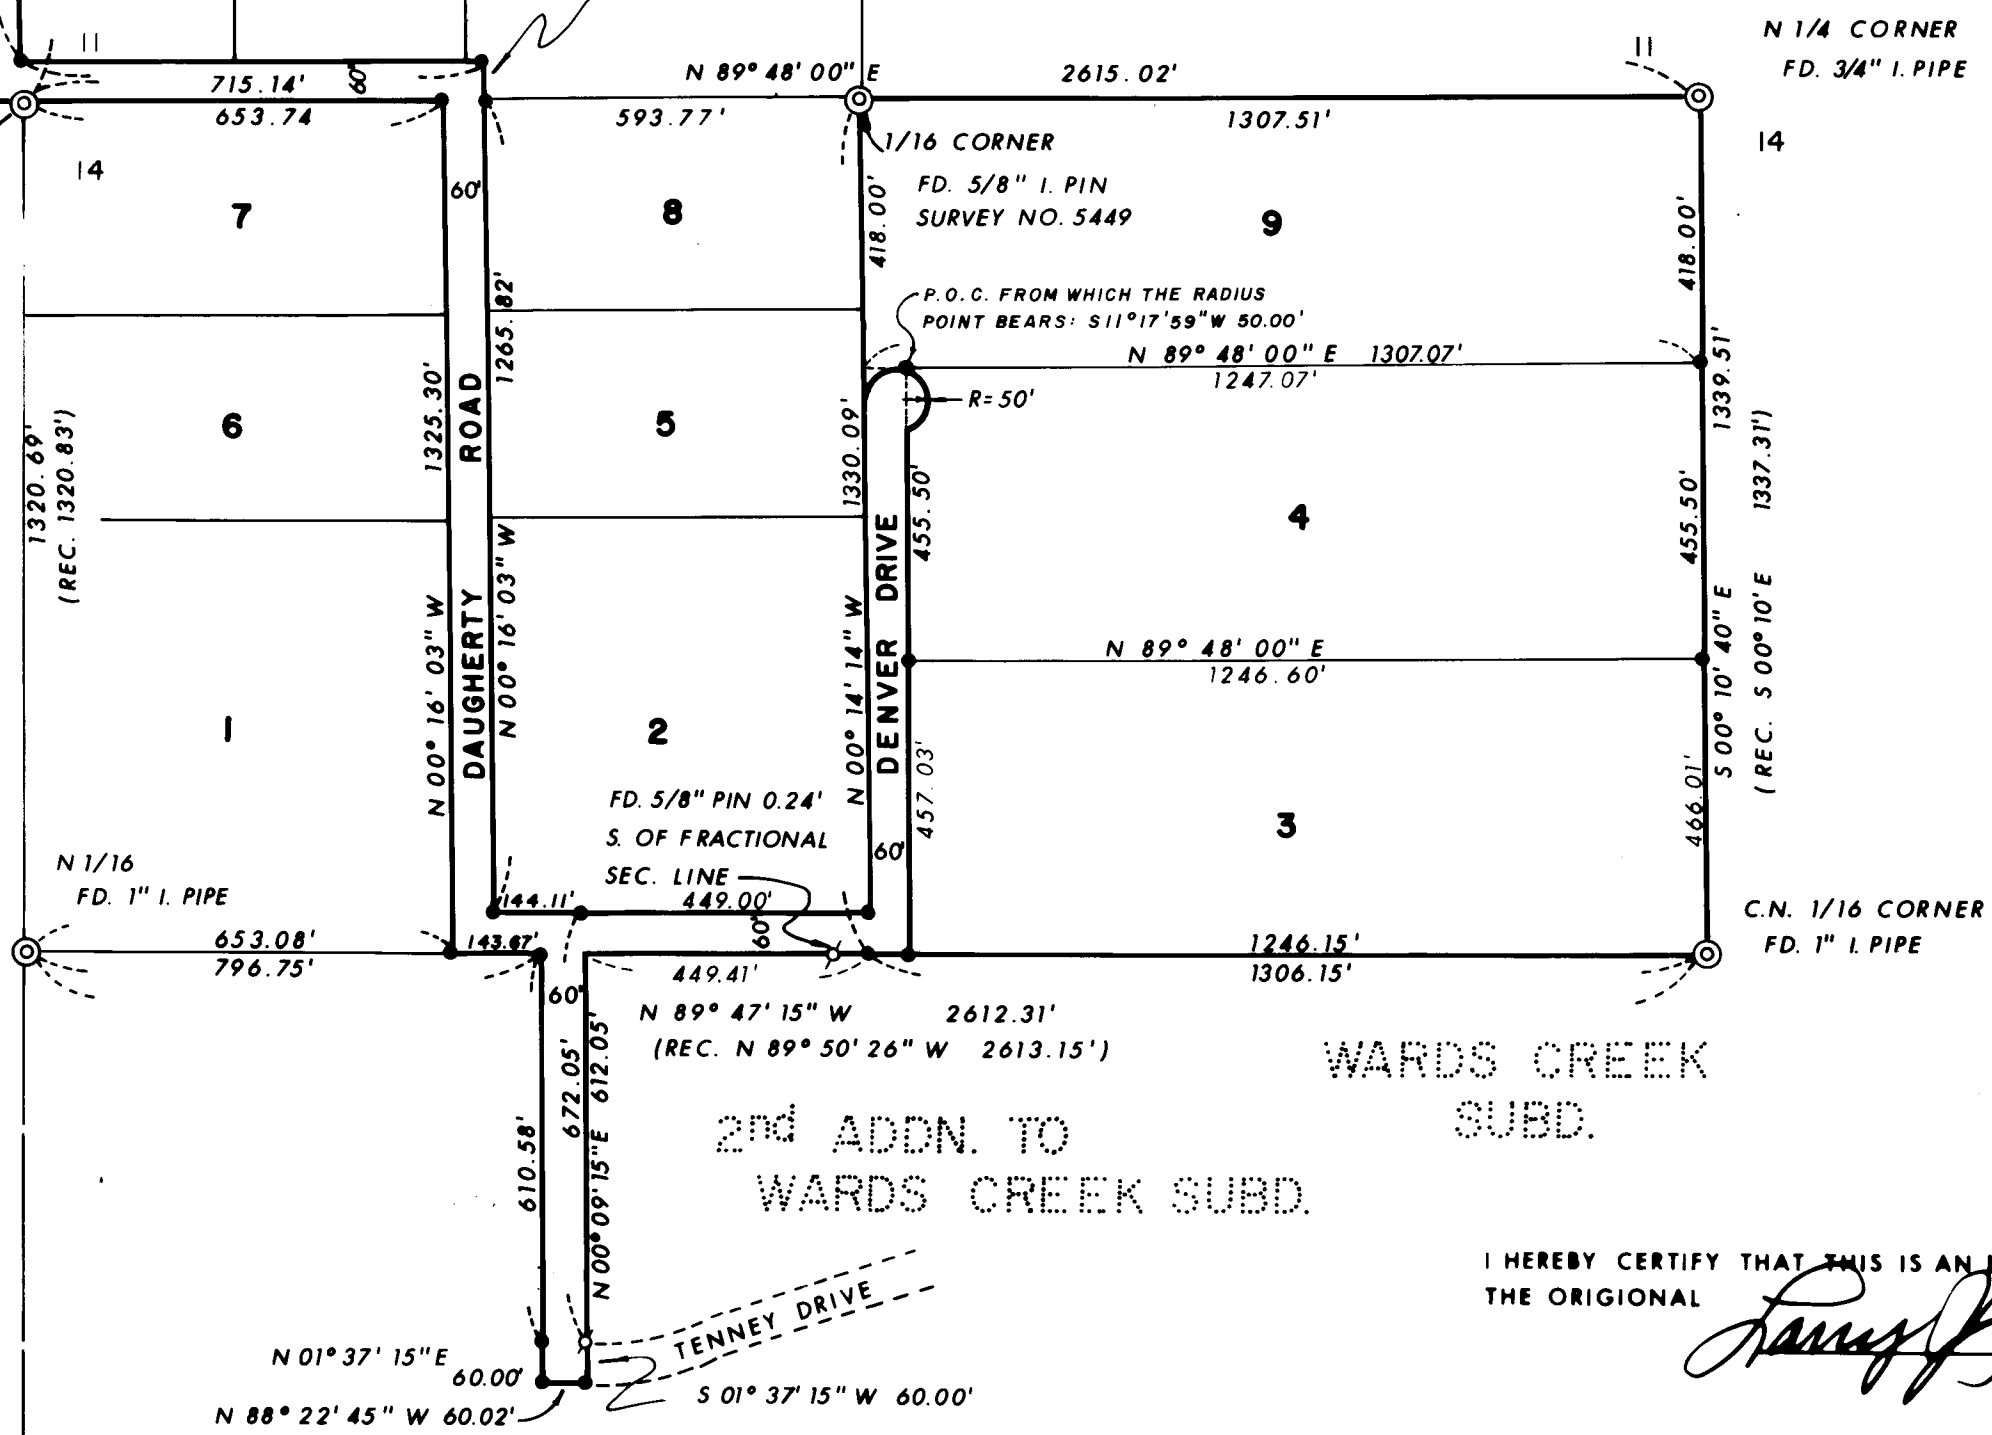 11
715.14'
60'
N 89° 48' 00" E
2615.02'
11
N 1/4 CORNER
FD. 3/4" I. PIPE
653.74
593.77'
1307.51'
1/16 CORNER
FD. 5/8" I. PIN
SURVEY NO. 5449
14
14
7
60'
8
418.00'
9
418.00'
1265.82'
P.O.C. FROM WHICH THE RADIUS
POINT BEARS: S11°17'59"W 50.00'
N 89° 48' 00" E 1307.07'
1247.07'
R=50'
1320.69'
(REC. 1320.83')
6
1325.30'
DAUGHERTY ROAD
5
1330.09'
455.50'
4
455.50'
1339.51'
1337.31'
N 00° 16' 03" W
N 00° 16' 03" W
N 00° 14' 14" W
DENVER DRIVE
N 89° 48' 00" E
1246.60'
S 00° 10' 40" E
(REC. S 00° 10' E
1
2
457.03'
3
466.01'
FD. 5/8" PIN 0.24'
S. OF FRACTIONAL
SEC. LINE
60'
N 1/16
FD. 1" I. PIPE
144.11'
449.00'
60'
C.N. 1/16 CORNER
FD. 1" I. PIPE
653.08'
796.75'
143.67'
449.41'
1246.15'
1306.15'
60'
N 89° 47' 15" W 2612.31'
(REC. N 89° 50' 26" W 2613.15')
610.58'
672.05'
N 00° 09' 15" E 612.05'
WARDS CREEK
SUBD.
2nd ADDN. TO
WARDS CREEK SUBD.
I HEREBY CERTIFY THAT THIS IS AN
THE ORIGIONAL
TENNEY DRIVE
N 01° 37' 15" E
60.00'
S 01° 37' 15" W 60.00'
N 88° 22' 45" W 60.02'